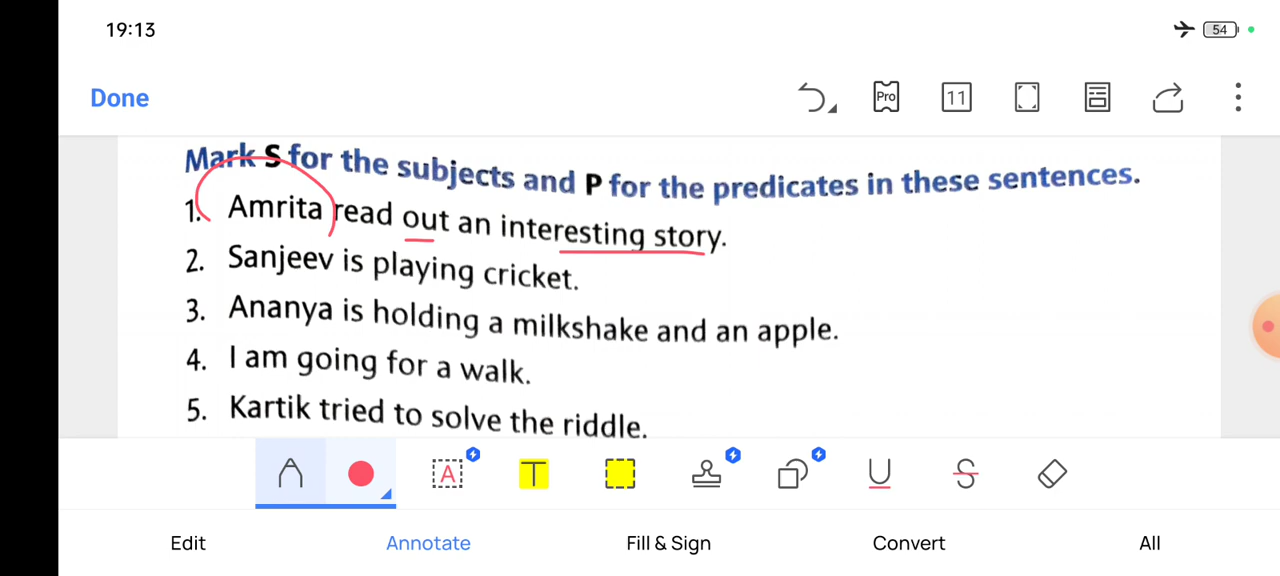 19:13
54
Done
Pro
11
Mark S for the subjects and P for the predicates in these sentences.
1. Amrita read out an interesting story.
2. Sanjeev is playing cricket.
3. Ananya is holding a milkshake and an apple.
4. I am going for a walk.
5. Kartik tried to solve the riddle.
A
T
U
S
Edit
Annotate
Fill & Sign
Convert
All